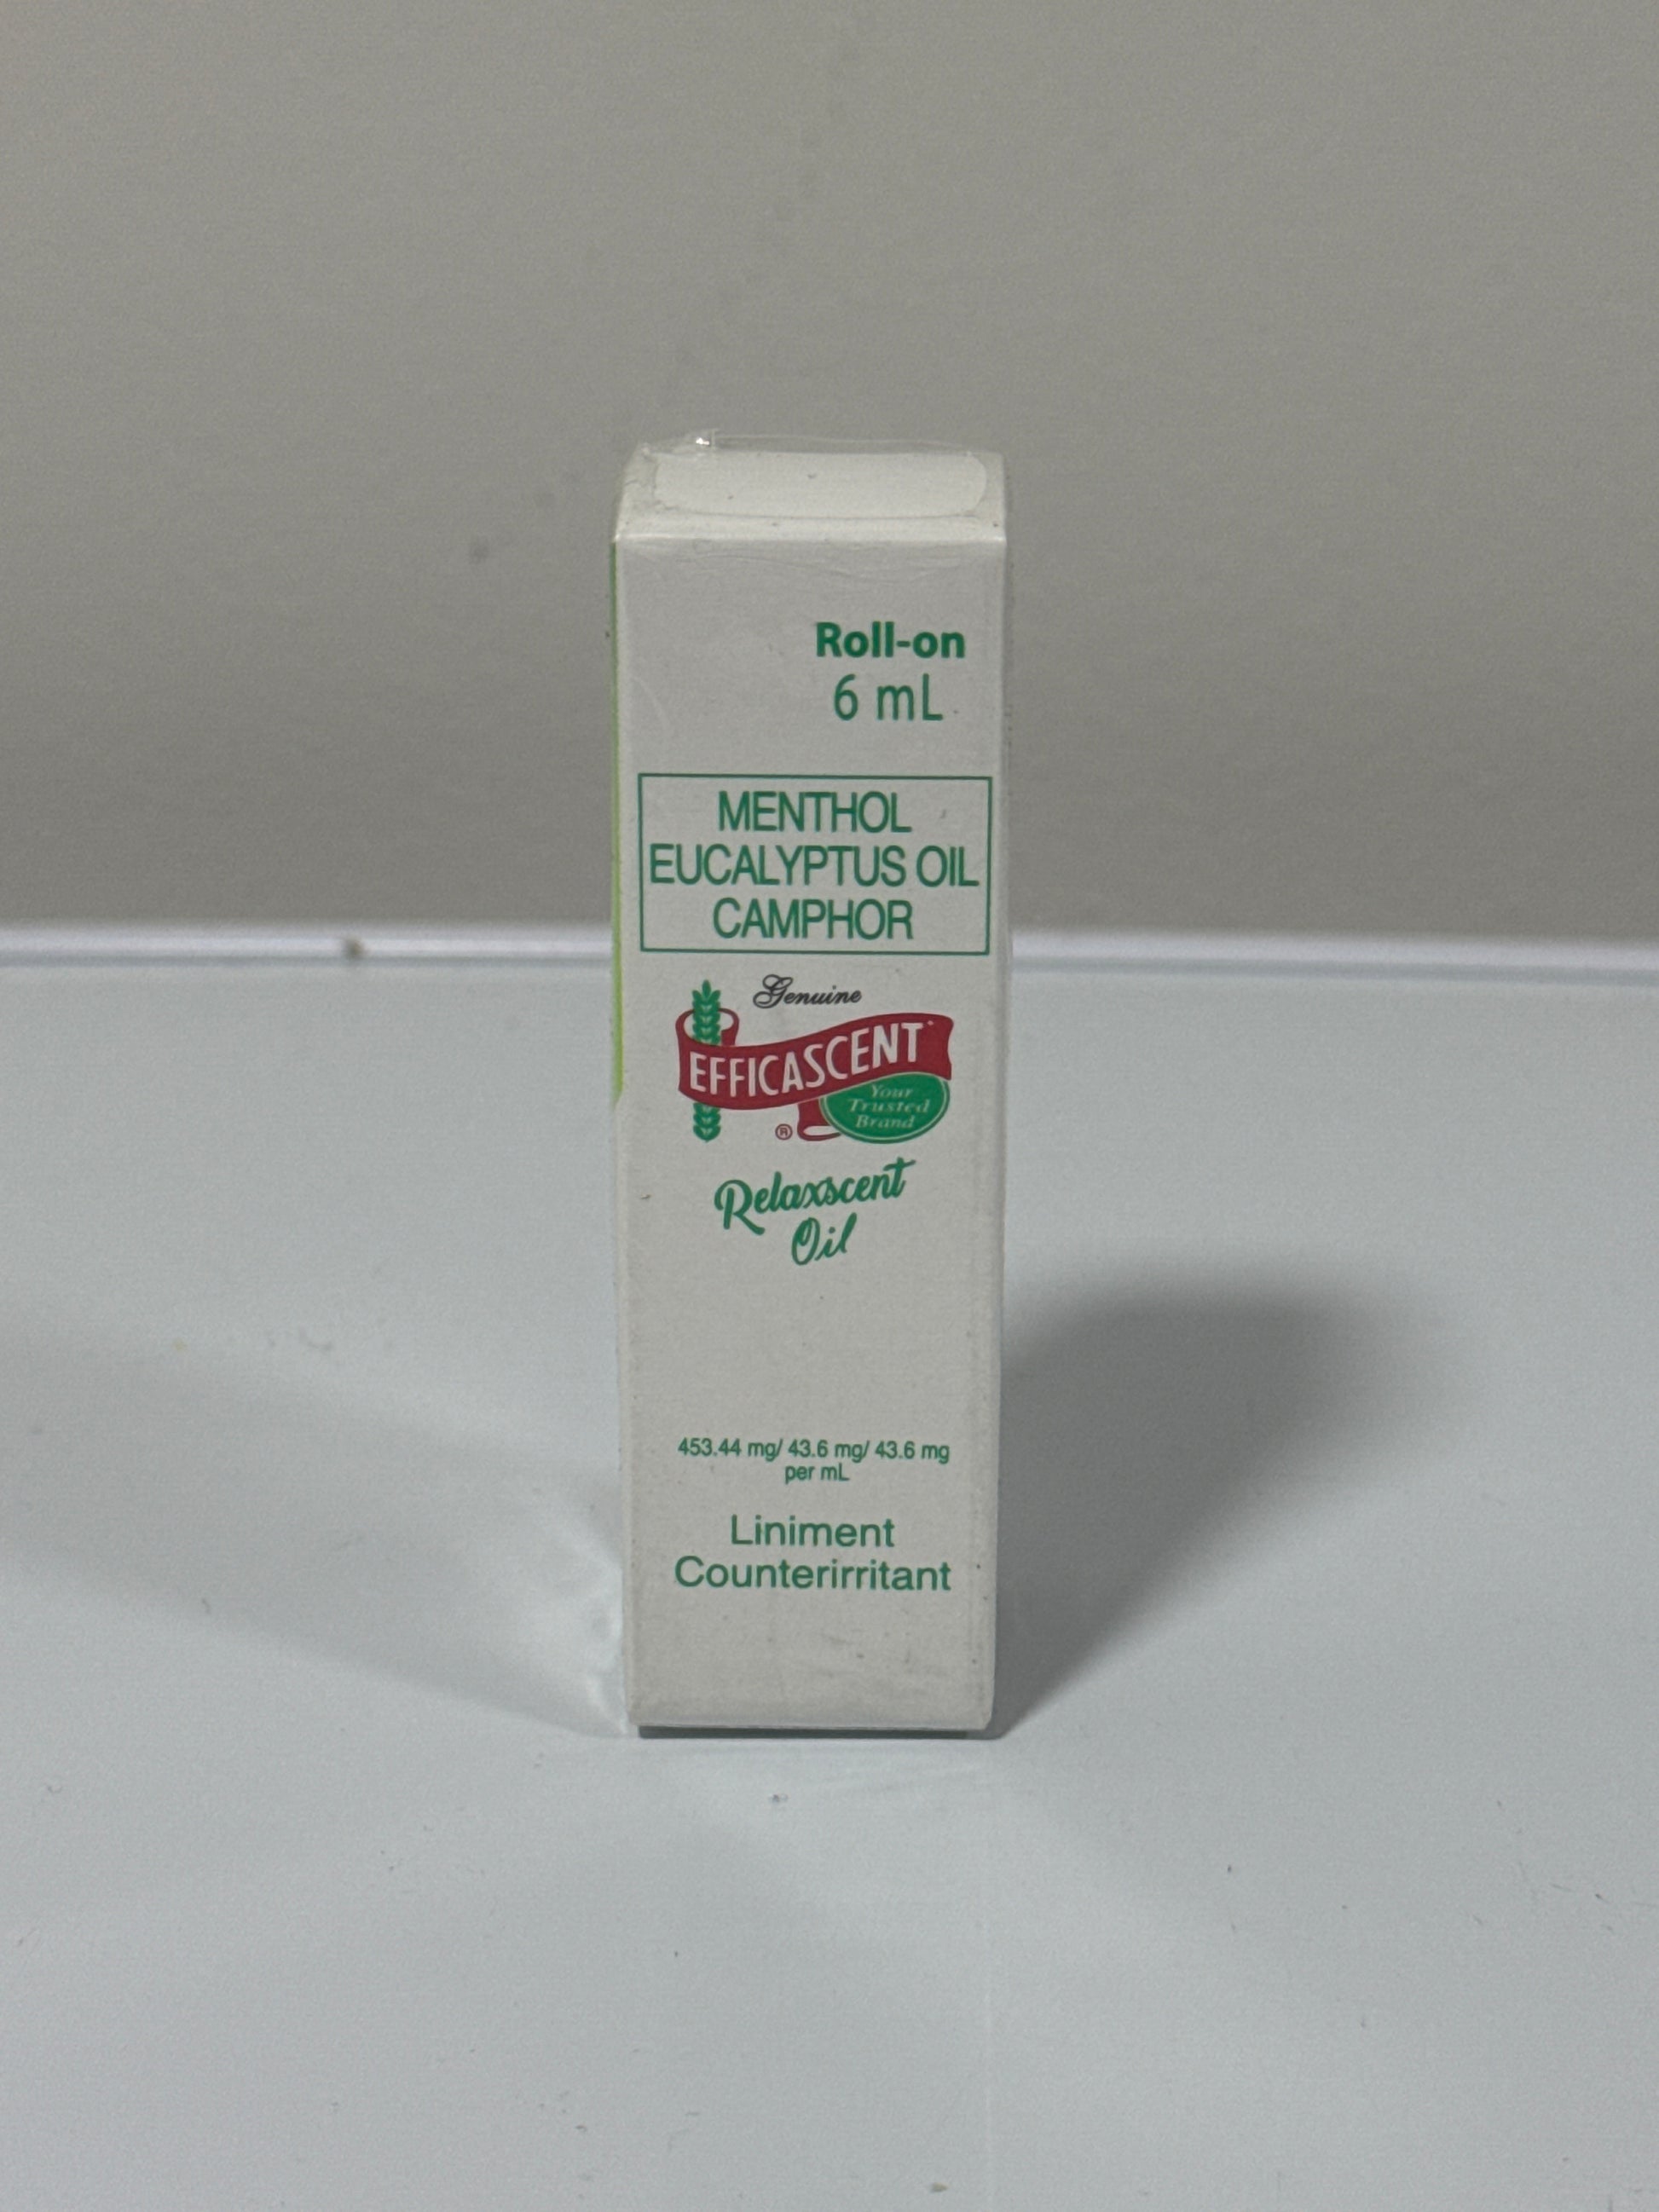 Roll-on
6 mL
MENTHOL
EUCALYPTUS OIL
CAMPHOR
Genuine
EFFICASCENT
Your
Trusted
Brand
®
Relaxscent
Oil
453.44 mg/ 43.6 mg/ 43.6 mg
per mL
Liniment
Counterirritant